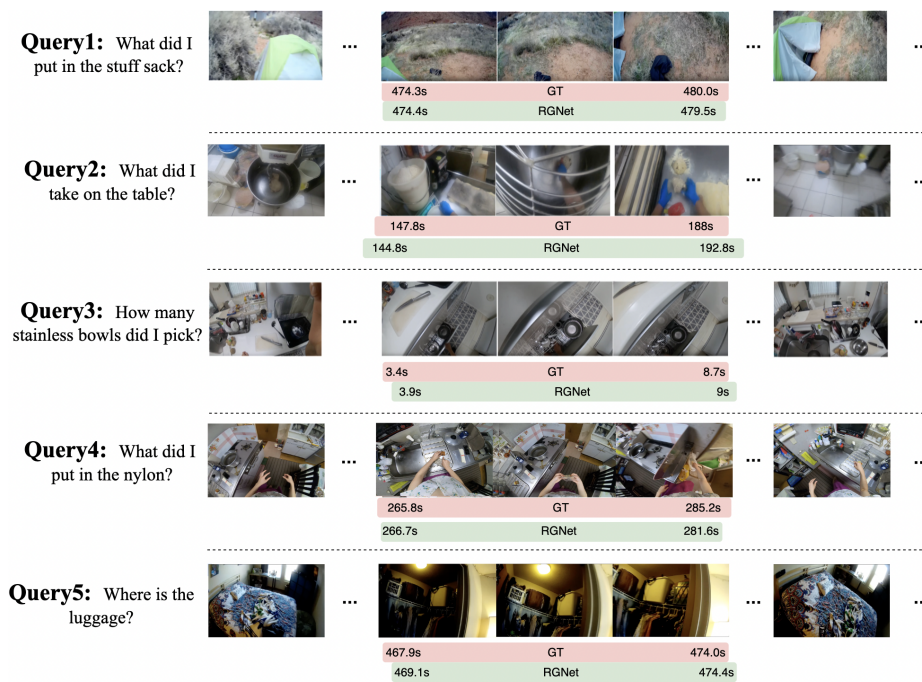 Query1: What did I
put in the stuff sack?
... ... ...
474.3s GT 480.0s
474.4s RGNet 479.5s
Query2: What did I
take on the table?
... ... ...
147.8s GT 188s
144.8s RGNet 192.8s
Query3: How many
stainless bowls did I pick?
... ... ...
3.4s GT 8.7s
3.9s RGNet 9s
Query4: What did I
put in the nylon?
... ... ...
265.8s GT 285.2s
266.7s RGNet 281.6s
Query5: Where is the
luggage?
... ... ...
467.9s GT 474.0s
469.1s RGNet 474.4s